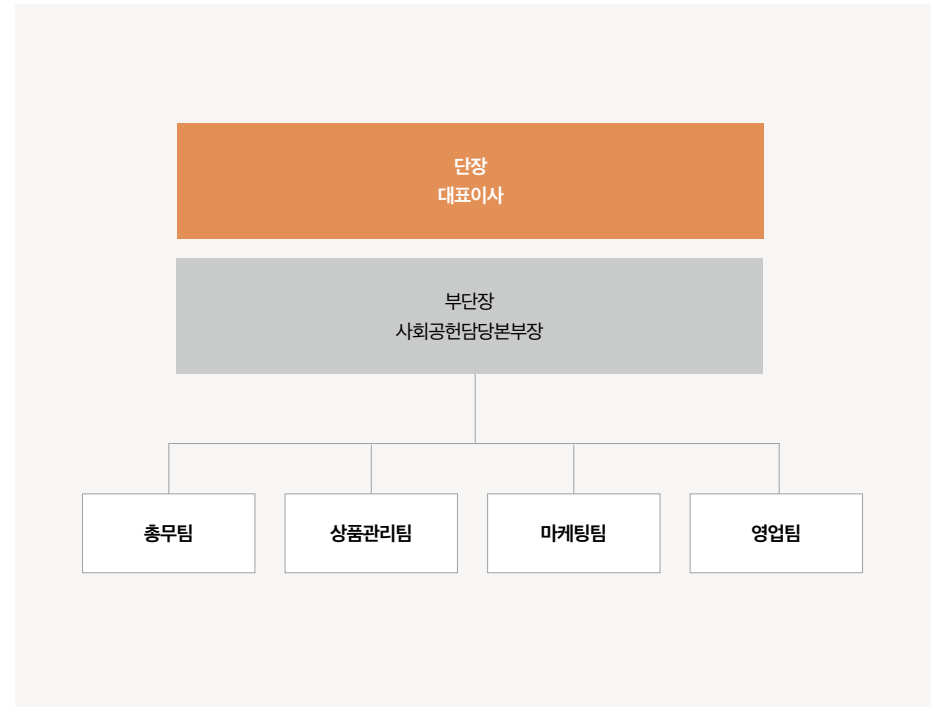 단장
대표이사
부단장
사회공헌담당본부장
총무팀
상품관리팀
마케팅팀
영업팀